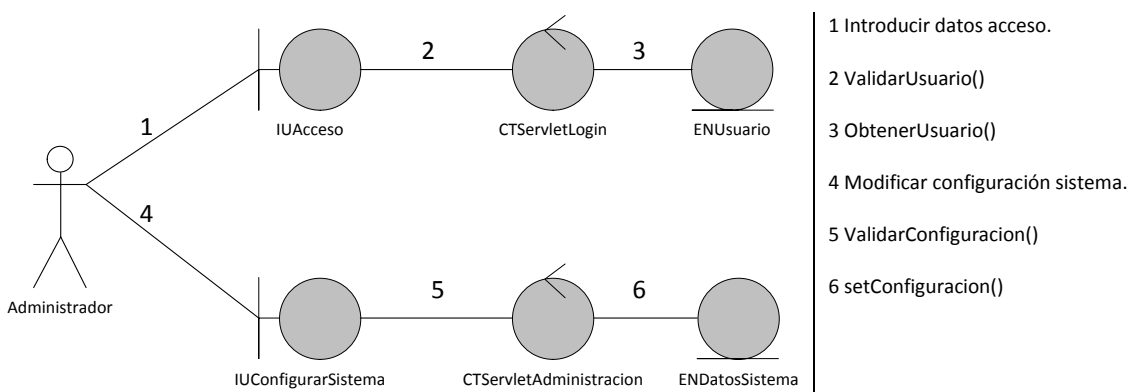 1 Introducir datos acceso.
2
3
2 ValidarUsuario()
1
IUAcceso
CTServletLogin
ENUsuario
3 ObtenerUsuario()
4 Modificar configuración sistema.
4
5 ValidarConfiguracion()
5
6
6 setConfiguracion()
Administrador
IUConfigurarSistema
CTServletAdministracion
ENDatosSistema